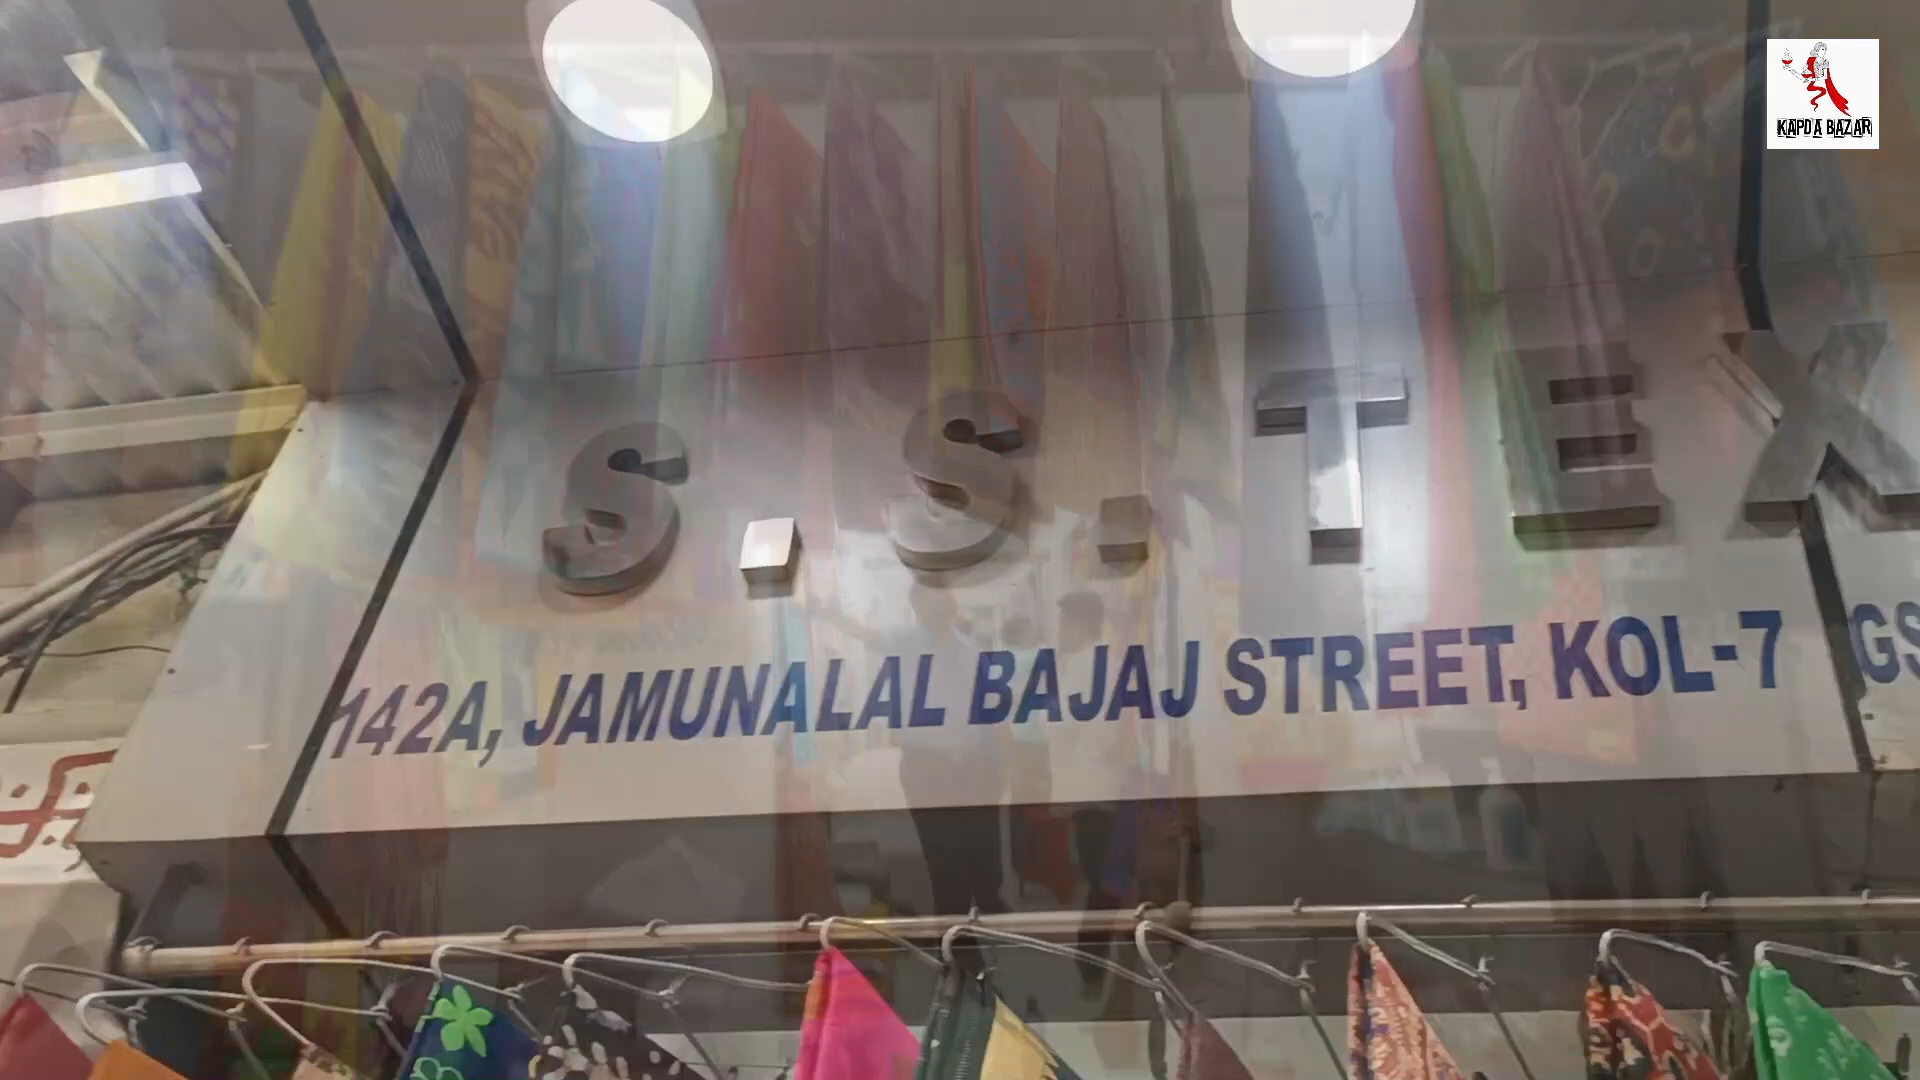 KAPDA BAZAR
S. S. TEX
142A, JAMUNALAL BAJAJ STREET, KOL-7